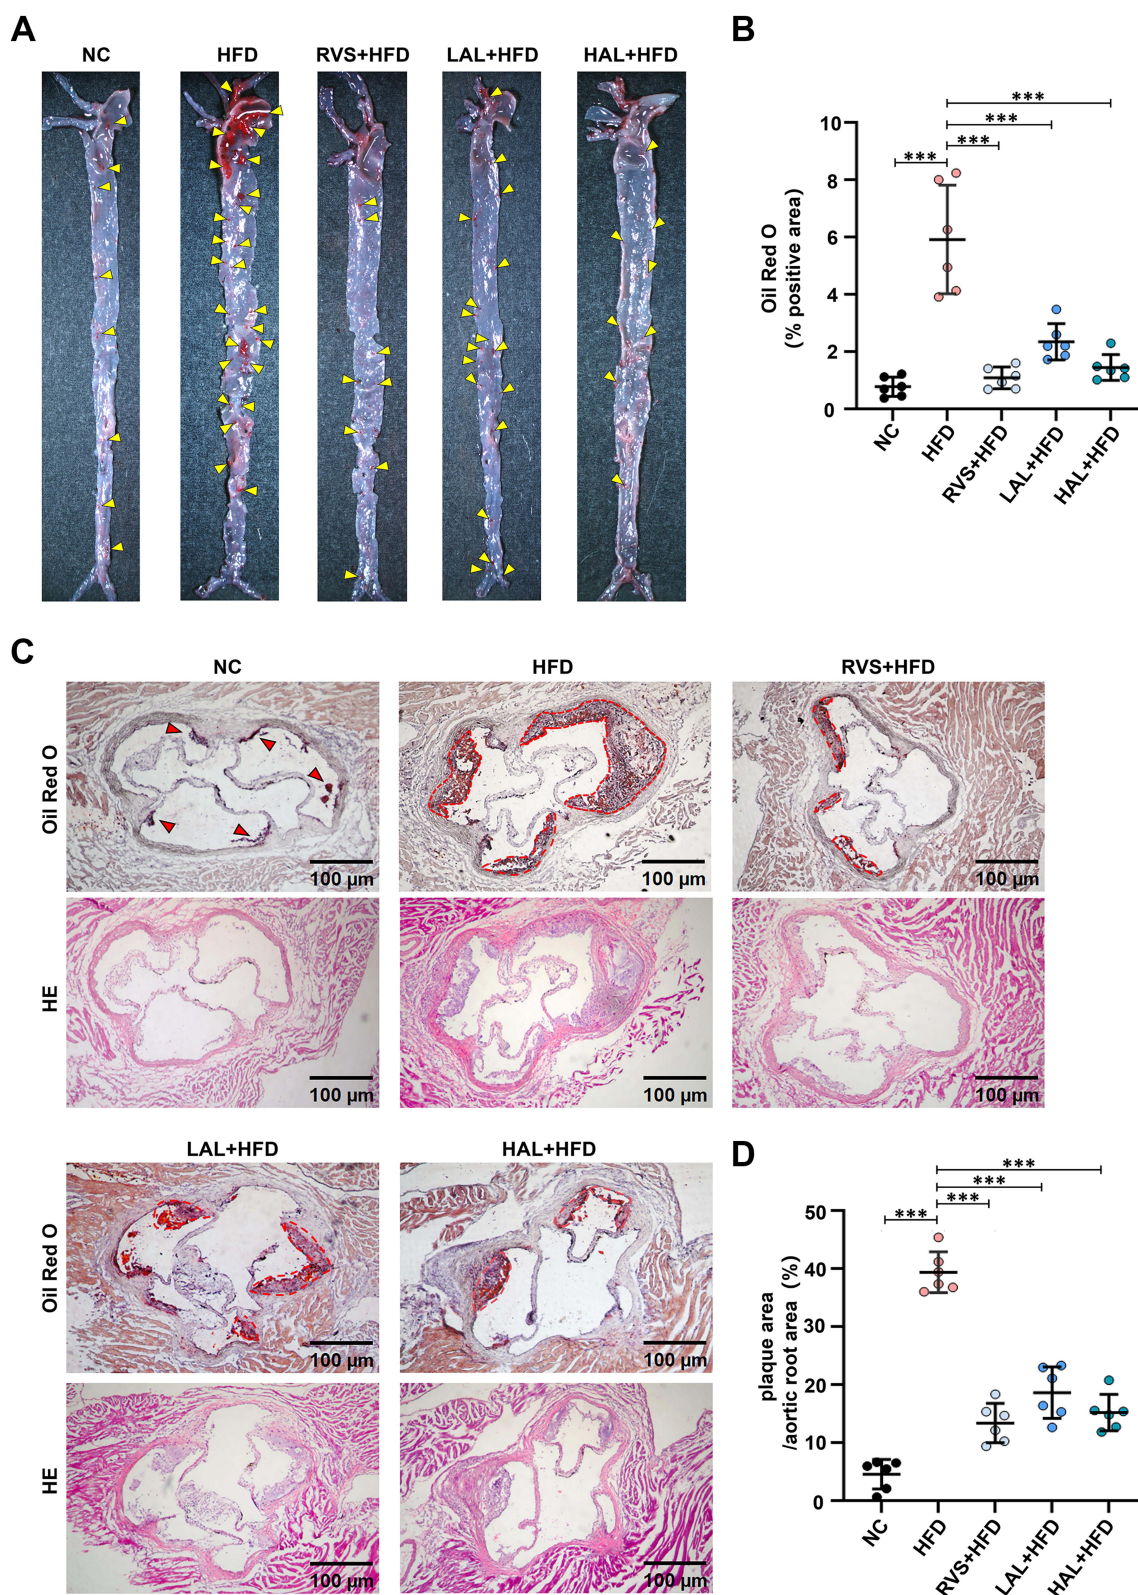 A
NC
HFD
RVS+HFD
LAL+HFD
HAL+HFD
B
***
***
***
***
Oil Red O
(% positive area)
10
8
6
4
2
0
NC
HFD
RVS+HFD
LAL+HFD
HAL+HFD
C
NC
HFD
RVS+HFD
Oil Red O
100 µm
100 µm
100 µm
HE
100 µm
100 µm
100 µm
LAL+HFD
HAL+HFD
Oil Red O
100 µm
100 µm
HE
100 µm
100 µm
D
***
***
***
***
plaque area
/aortic root area (%)
50
40
30
20
10
0
NC
HFD
RVS+HFD
LAL+HFD
HAL+HFD